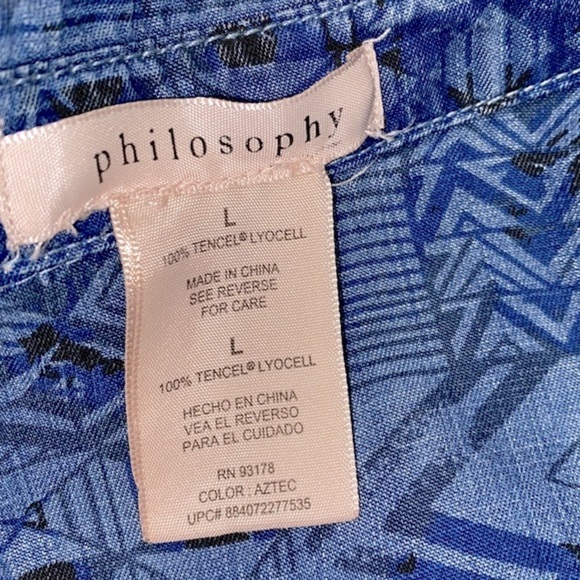 philosophy
L
100% TENCEL® LYOCELL
MADE IN CHINA
SEE REVERSE
FOR CARE
L
100% TENCEL® LYOCELL
HECHO EN CHINA
VEA EL REVERSO
PARA EL CUIDADO
RN 93178
COLOR : AZTEC
UPC# 884072277535